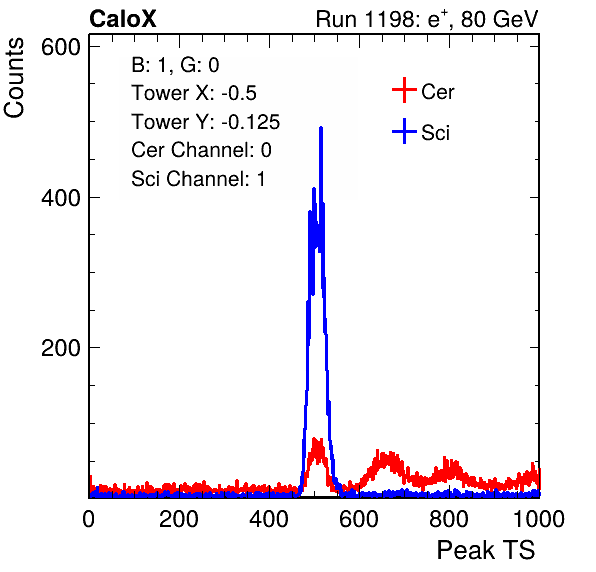 CaloX Run 1198: e⁺, 80 GeV
Counts
600
400
200
B: 1, G: 0
Tower X: -0.5
Tower Y: -0.125
Cer Channel: 0
Sci Channel: 1
Cer
Sci
0 200 400 600 800 1000
Peak TS